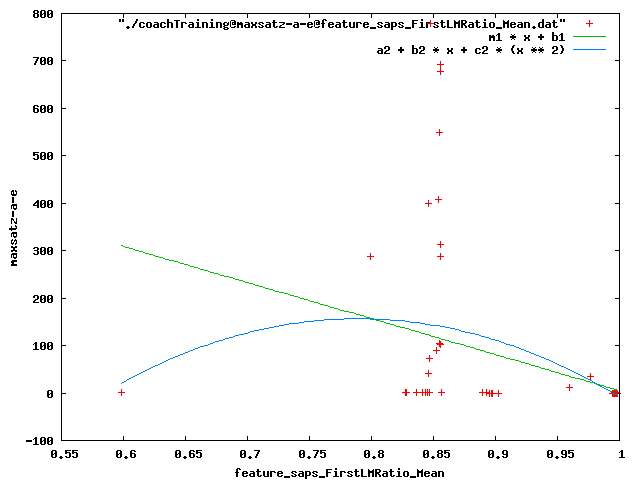 "./coachTraining@maxsatz-a-e@feature_saps_FirstLMRatio_Mean.dat"
m1 * x + b1
a2 + b2 * x + c2 * (x ** 2)
800
700
600
500
400
300
200
100
0
-100
maxsatz-a-e
0.55 0.6 0.65 0.7 0.75 0.8 0.85 0.9 0.95 1
feature_saps_FirstLMRatio_Mean